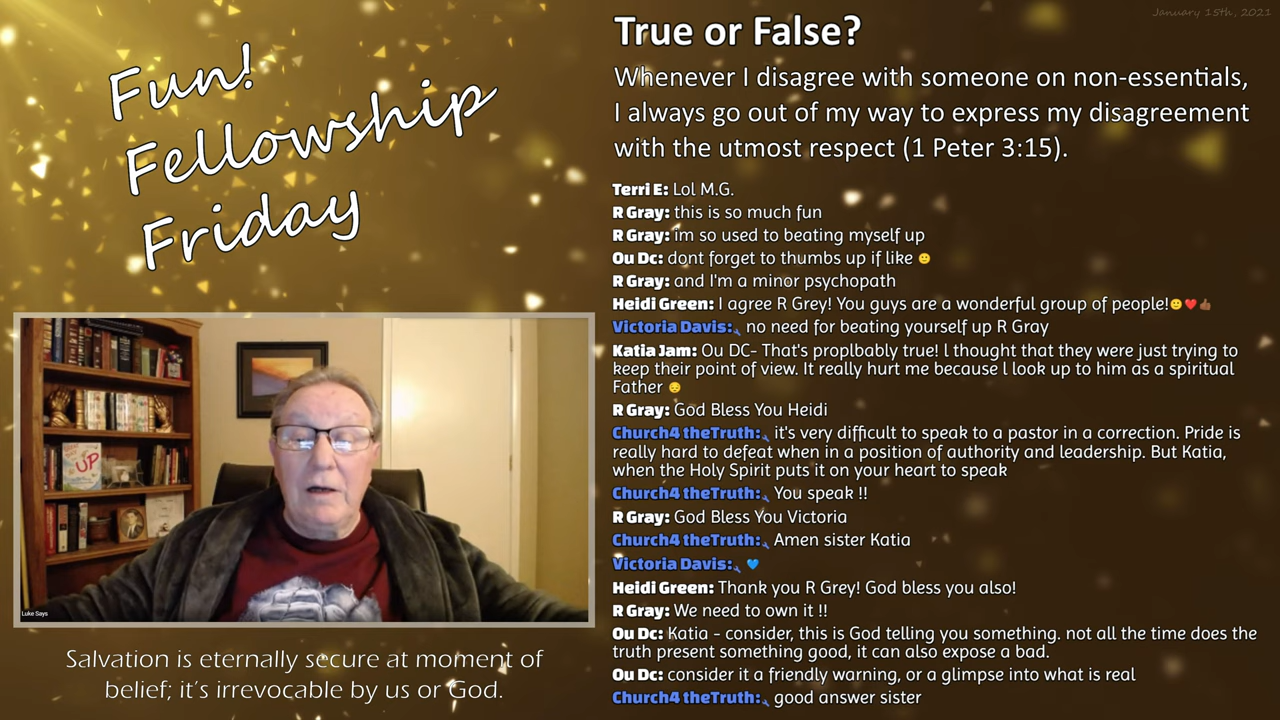 January 15th, 2021
Fun!
Fellowship
Friday
True or False?
Whenever I disagree with someone on non-essentials,
I always go out of my way to express my disagreement
with the utmost respect (1 Peter 3:15).
Terri E: Lol M.G.
R Gray: this is so much fun
R Gray: im so used to beating myself up
Ou Dc: dont forget to thumbs up if like 🙂
R Gray: and I'm a minor psychopath
Heidi Green: I agree R Grey! You guys are a wonderful group of people!🙂❤️👍🏾
Victoria Davis:🔧 no need for beating yourself up R Gray
Katia Jam: Ou DC- That's proplbably true! l thought that they were just trying to
keep their point of view. It really hurt me because l look up to him as a spiritual
Father 😟
R Gray: God Bless You Heidi
Church4 theTruth:🔧 it's very difficult to speak to a pastor in a correction. Pride is
really hard to defeat when in a position of authority and leadership. But Katia,
when the Holy Spirit puts it on your heart to speak
Church4 theTruth:🔧 You speak !!
R Gray: God Bless You Victoria
Church4 theTruth:🔧 Amen sister Katia
Victoria Davis:🔧 💙
Heidi Green: Thank you R Grey! God bless you also!
R Gray: We need to own it !!
Ou Dc: Katia - consider, this is God telling you something. not all the time does the
truth present something good, it can also expose a bad.
Ou Dc: consider it a friendly warning, or a glimpse into what is real
Church4 theTruth:🔧 good answer sister
UP
Luke Says
Salvation is eternally secure at moment of
belief; it's irrevocable by us or God.